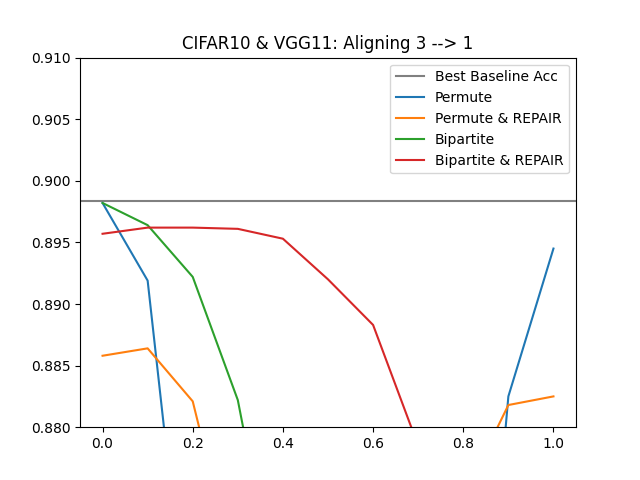 CIFAR10 & VGG11: Aligning 3 --> 1
0.910
0.905
0.900
0.895
0.890
0.885
0.880
Best Baseline Acc
Permute
Permute & REPAIR
Bipartite
Bipartite & REPAIR
0.0 0.2 0.4 0.6 0.8 1.0